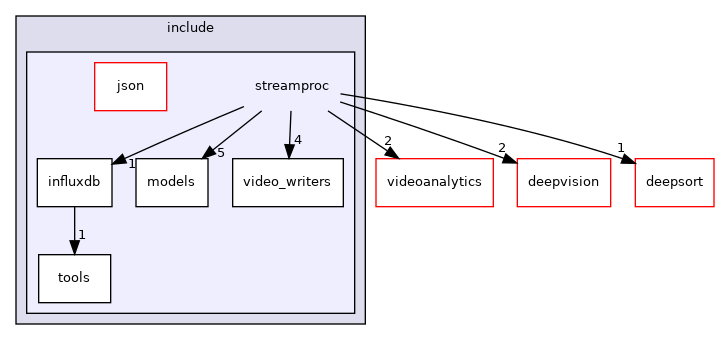 include
json
streamproc
1
5
4
2
2
1
influxdb
models
video_writers
videoanalytics
deepvision
deepsort
1
tools